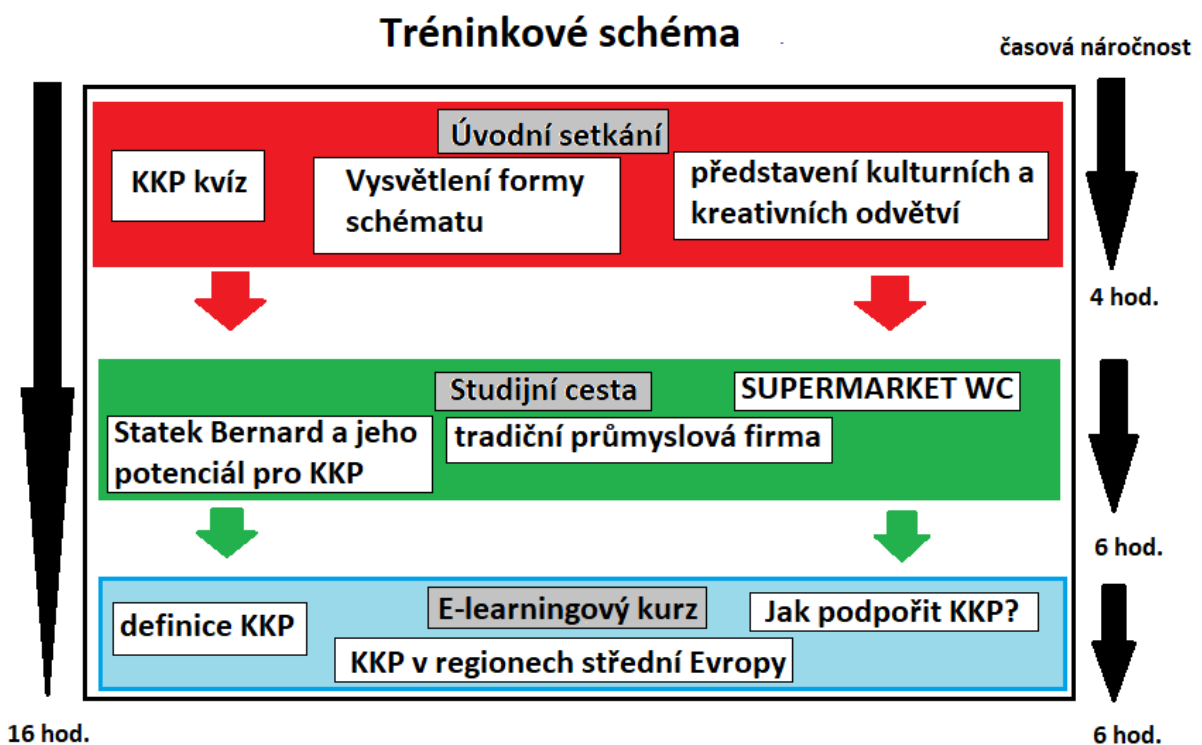 Tréninkové schéma
časová náročnost
Úvodní setkání
KKP kvíz
Vysvětlení formy
schématu
představení kulturních a
kreativních odvětví
4 hod.
Studijní cesta
SUPERMARKET WC
Statek Bernard a jeho
potenciál pro KKP
tradiční průmyslová firma
6 hod.
E-learningový kurz
definice KKP
Jak podpořit KKP?
KKP v regionech střední Evropy
16 hod.
6 hod.